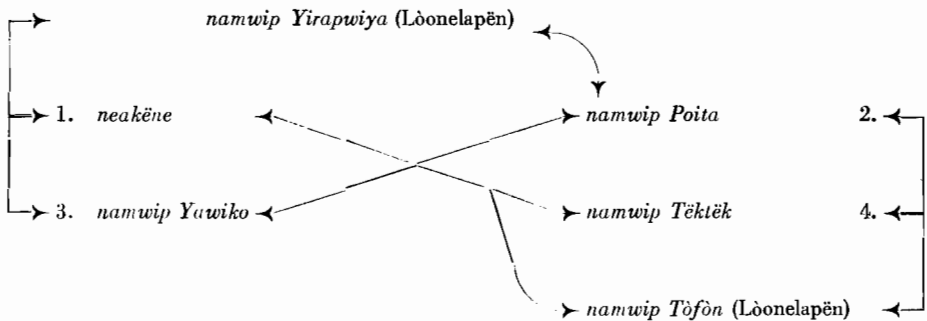 namwip Yirapwiya (Lòonelapën)
1. neakëne namwip Poita 2.
3. namwip Yawiko namwip Tëktëk 4.
namwip Tòfòn (Lòonelapën)